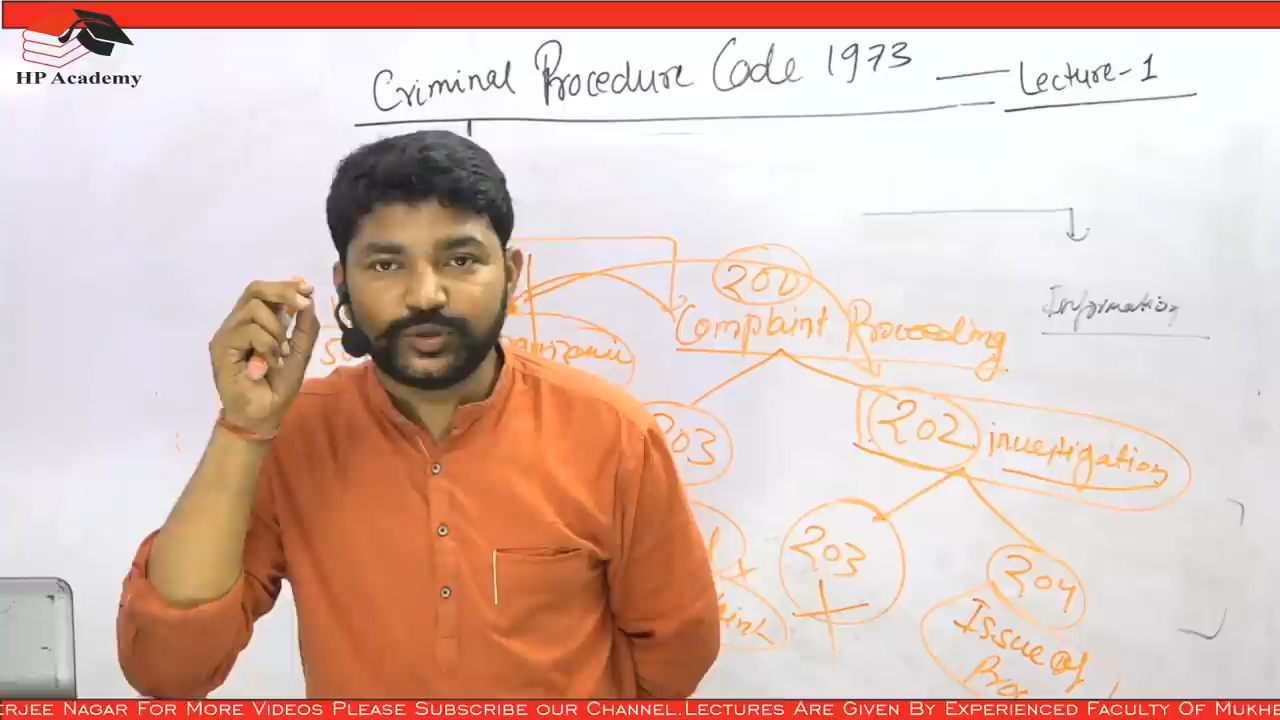 HP Academy
Criminal Procedure Code 1973 — Lecture-1
200
Complaint Proceeding
Information
203
202 investigation
203
204
Issue of
ERJEE NAGAR FOR MORE VIDEOS PLEASE SUBSCRIBE OUR CHANNEL.LECTURES ARE GIVEN BY EXPERIENCED FACULTY OF MUKHE